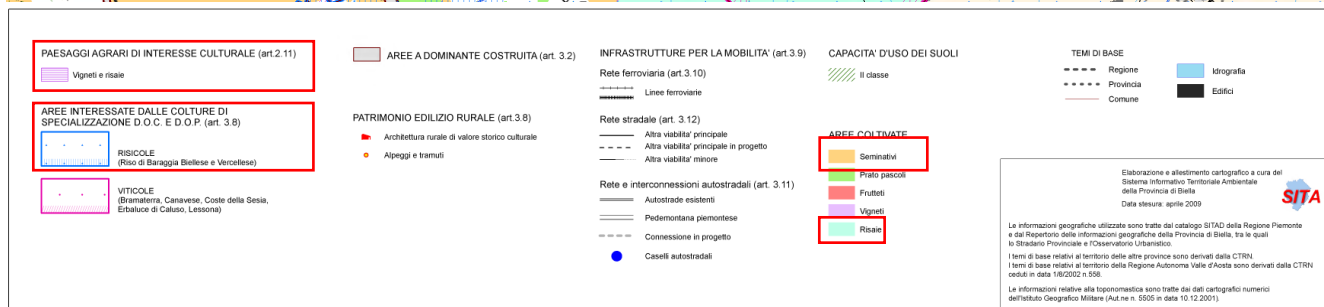 PAESAGGI AGRARI DI INTERESSE CULTURALE (art.2.11)
Vigneti e risaie
AREE INTERESSATE DALLE COLTURE DI
SPECIALIZZAZIONE D.O.C. E D.O.P. (art. 3.8)
RISICOLE
(Riso di Baraggia Biellese e Vercellese)
VITICOLE
(Bramaterra, Canavese, Coste della Sesia,
Erbaluce di Caluso, Lessona)
AREE A DOMINANTE COSTRUITA (art. 3.2)
PATRIMONIO EDILIZIO RURALE (art.3.8)
Architettura rurale di valore storico culturale
Alpeggi e tramuti
INFRASTRUTTURE PER LA MOBILITA' (art.3.9)
Rete ferroviaria (art.3.10)
Linee ferroviarie
Rete stradale (art. 3.12)
Altra viabilita' principale
Altra viabilita' principale in progetto
Altra viabilita' minore
Rete e interconnessioni autostradali (art. 3.11)
Autostrade esistenti
Pedemontana piemontese
Connessione in progetto
Caselli autostradali
CAPACITA' D'USO DEI SUOLI
II classe
AREE COLTIVATE
Seminativi
Prato pascoli
Frutteti
Vigneti
Risaie
TEMI DI BASE
Regione
Provincia
Comune
Idrografia
Edifici
Elaborazione e allestimento cartografico a cura del
Sistema Informativo Territoriale Ambientale
della Provincia di Biella
Data stesura: aprile 2009
SITA
Le informazioni geografiche utilizzate sono tratte dal catalogo SITAD della Regione Piemonte
e dal Repertorio delle informazioni geografiche della Provincia di Biella, tra le quali
lo Stradario Provinciale e l'Osservatorio Urbanistico.
I temi di base relativi al territorio delle altre province sono derivati dalla CTRN.
I temi di base relativi al territorio della Regione Autonoma Valle d'Aosta sono derivati dalla CTRN
ceduti in data 1/8/2002 n.558.
Le informazioni relative alla toponomastica sono tratte dai dati cartografici numerici
dell'Istituto Geografico Militare (Aut.ne n. 5505 in data 10.12.2001).